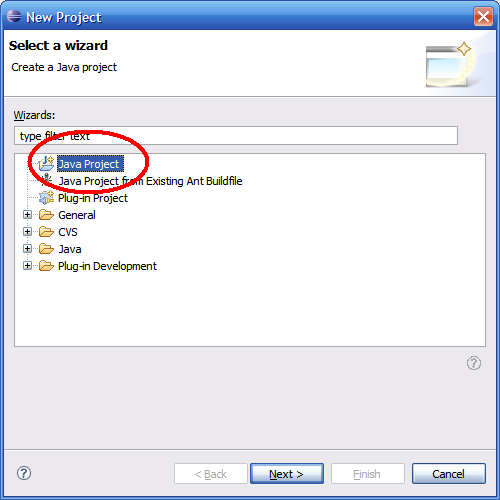 New Project
Select a wizard
Create a Java project
Wizards:
type filter text
Java Project
Java Project from Existing Ant Buildfile
Plug-in Project
General
CVS
Java
Plug-in Development
< Back Next > Finish Cancel